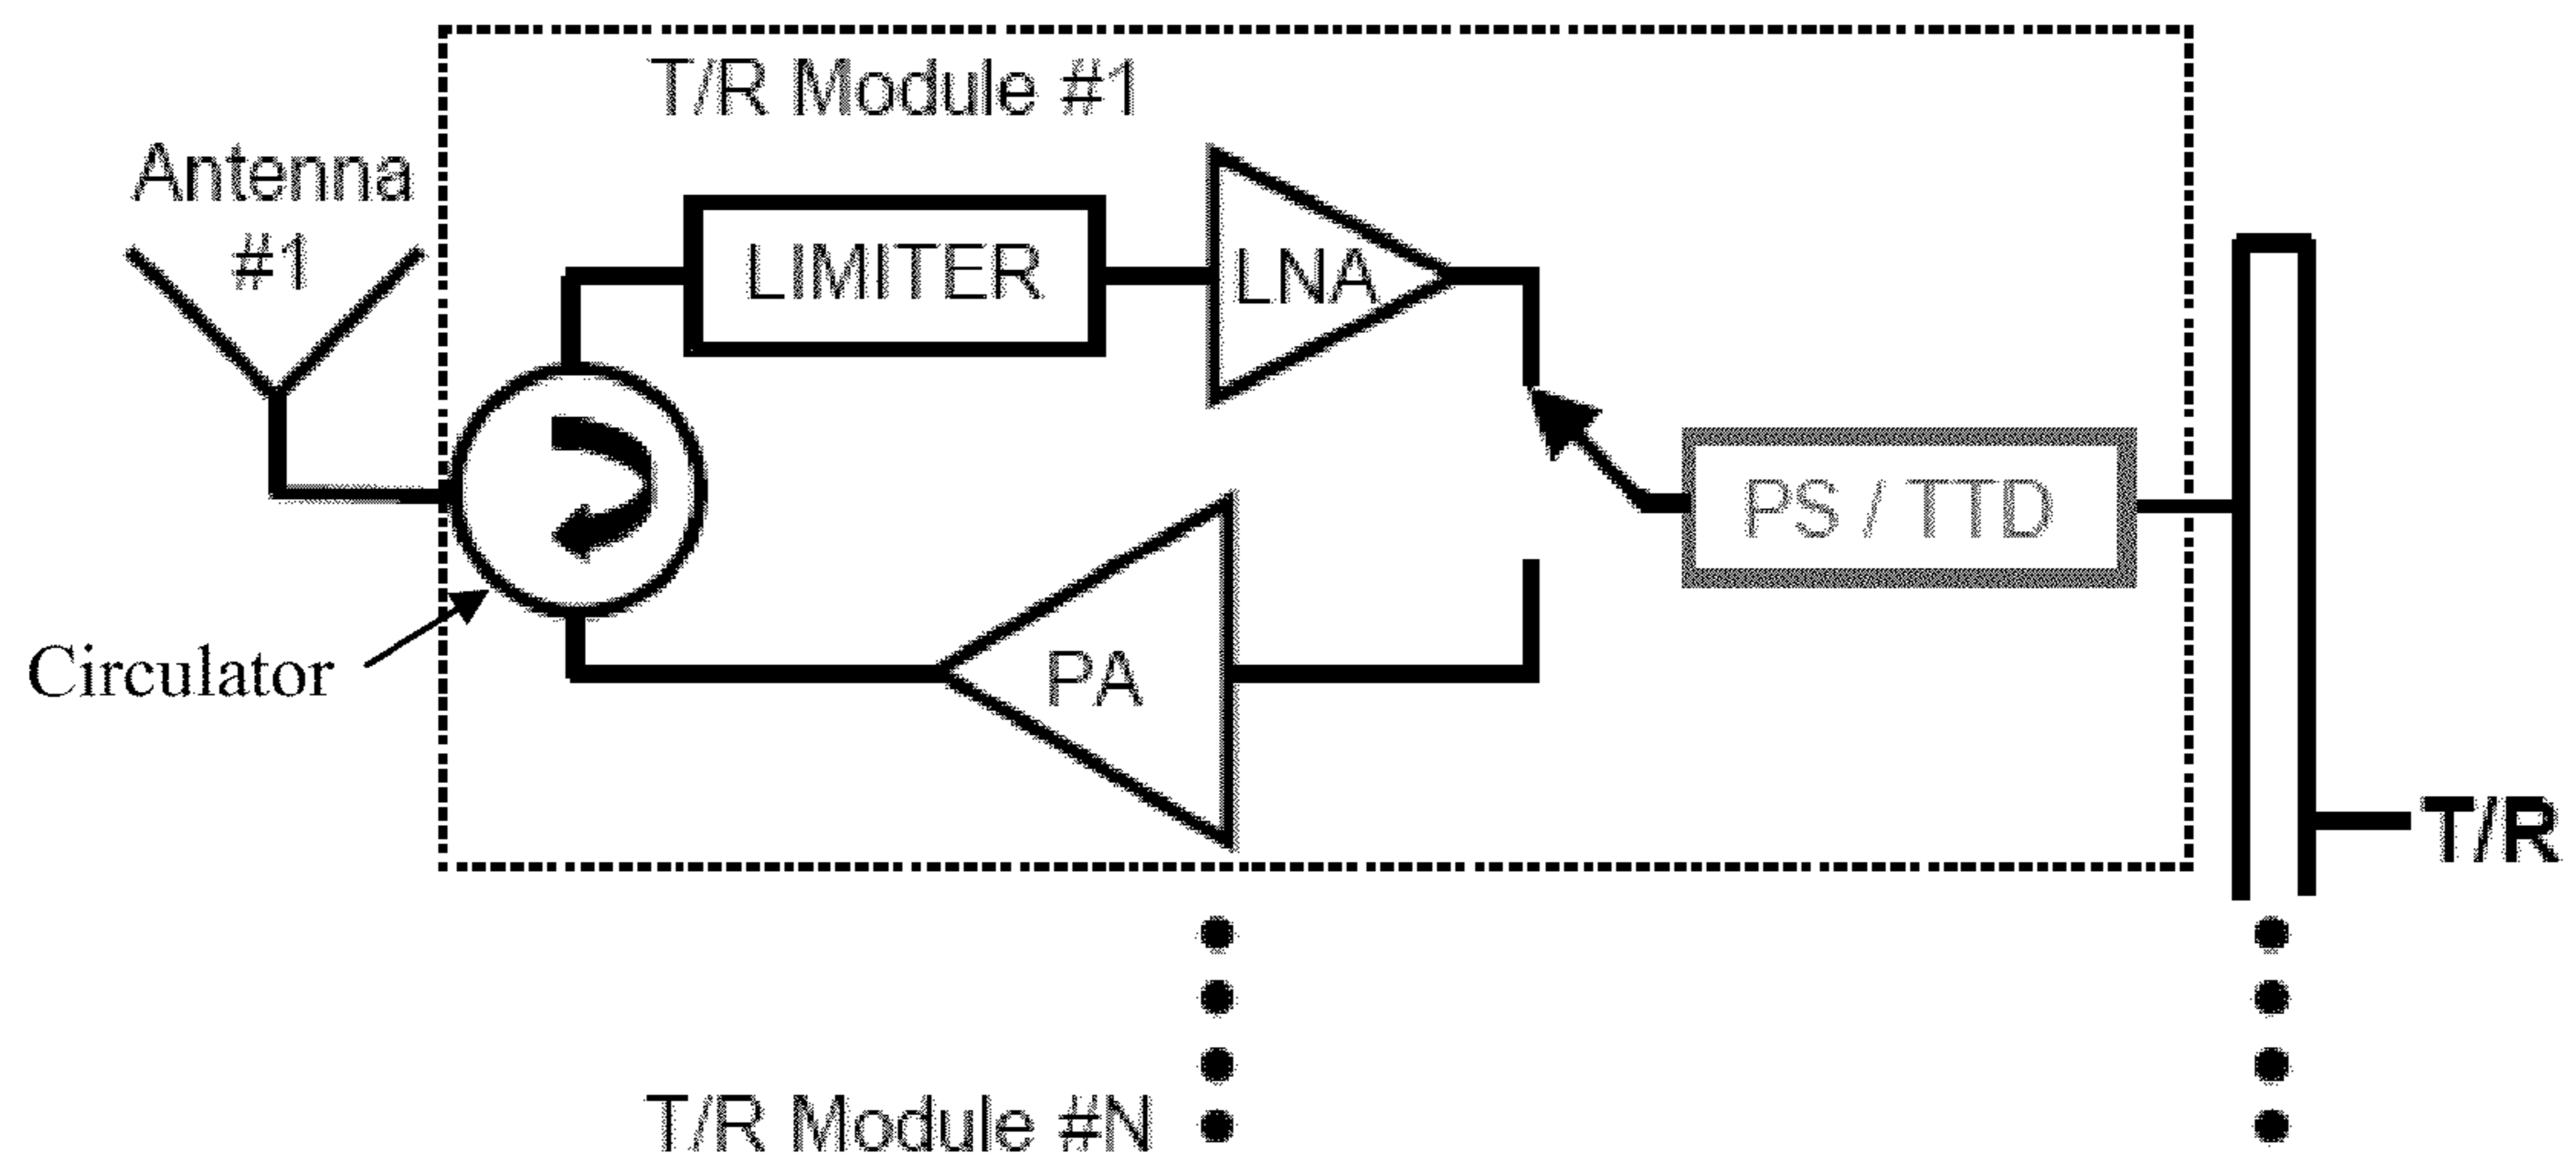 T/R Module #1
Antenna
#1
LIMITER
LNA
PS / TTD
Circulator
PA
T/R
T/R Module #N